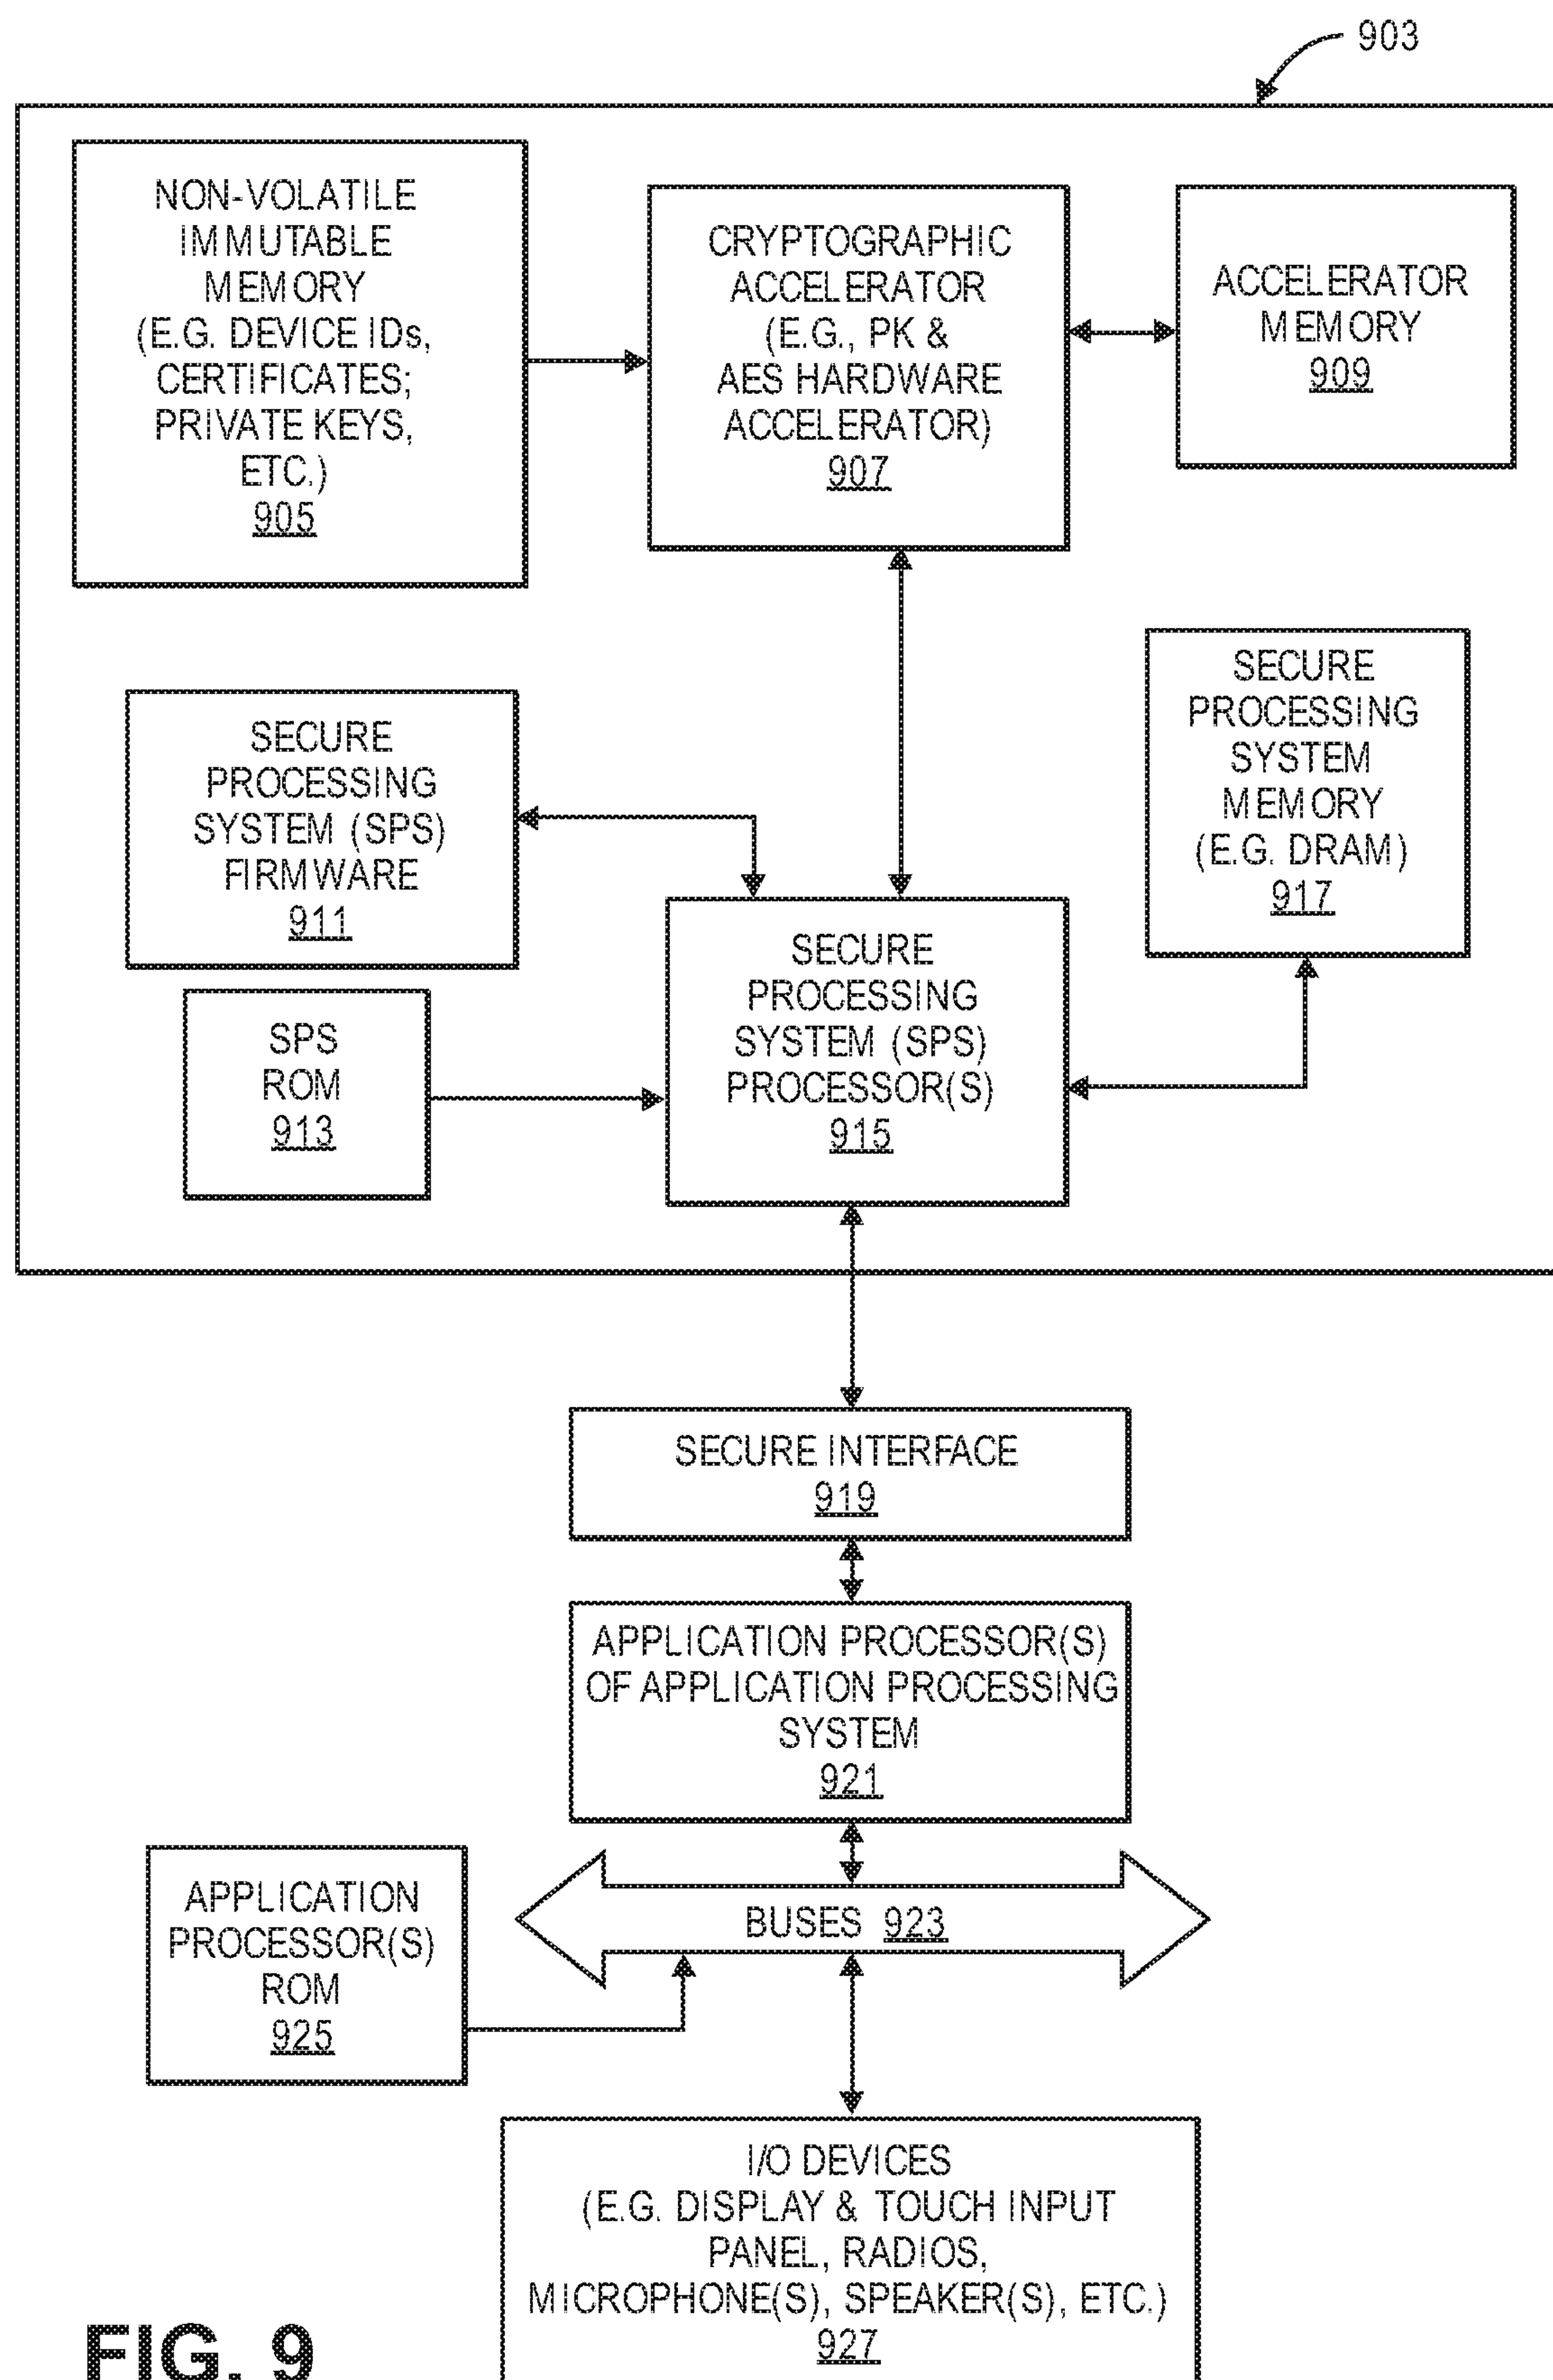 903
NON-VOLATILE
IMMUTABLE
MEMORY
(E.G. DEVICE IDs,
CERTIFICATES;
PRIVATE KEYS,
ETC.)
905
CRYPTOGRAPHIC
ACCELERATOR
(E.G., PK &
AES HARDWARE
ACCELERATOR)
907
ACCELERATOR
MEMORY
909
SECURE
PROCESSING
SYSTEM (SPS)
FIRMWARE
911
SECURE
PROCESSING
SYSTEM
MEMORY
(E.G. DRAM)
917
SPS
ROM
913
SECURE
PROCESSING
SYSTEM (SPS)
PROCESSOR(S)
915
SECURE INTERFACE
919
APPLICATION PROCESSOR(S)
OF APPLICATION PROCESSING
SYSTEM
921
APPLICATION
PROCESSOR(S)
ROM
925
BUSES 923
I/O DEVICES
(E.G. DISPLAY & TOUCH INPUT
PANEL, RADIOS,
MICROPHONE(S), SPEAKER(S), ETC.)
927
FIG. 9